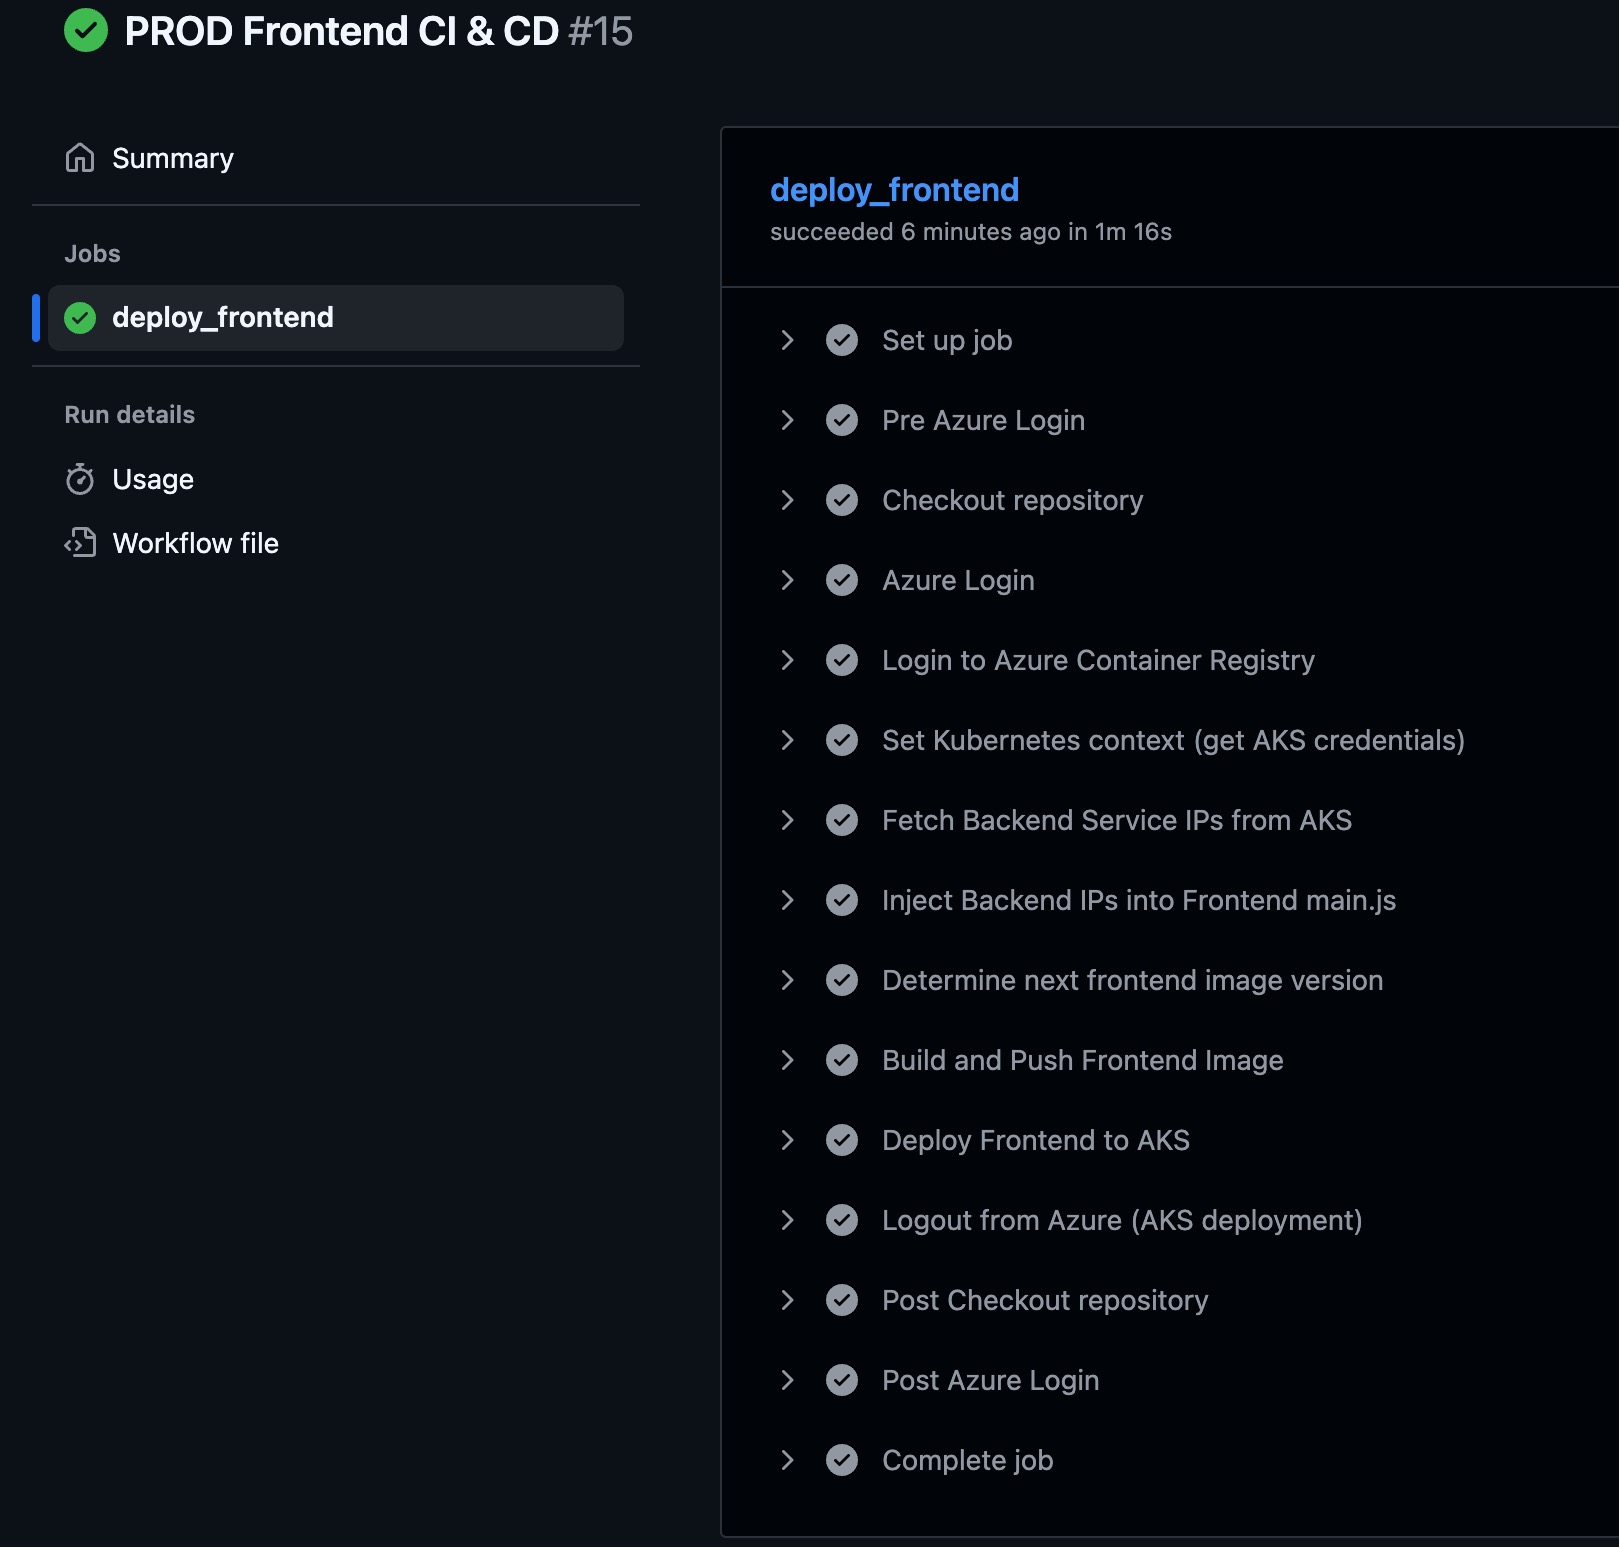 PROD Frontend CI & CD #15
Summary
Jobs
deploy_frontend
Run details
Usage
Workflow file
deploy_frontend
succeeded 6 minutes ago in 1m 16s
Set up job
Pre Azure Login
Checkout repository
Azure Login
Login to Azure Container Registry
Set Kubernetes context (get AKS credentials)
Fetch Backend Service IPs from AKS
Inject Backend IPs into Frontend main.js
Determine next frontend image version
Build and Push Frontend Image
Deploy Frontend to AKS
Logout from Azure (AKS deployment)
Post Checkout repository
Post Azure Login
Complete job